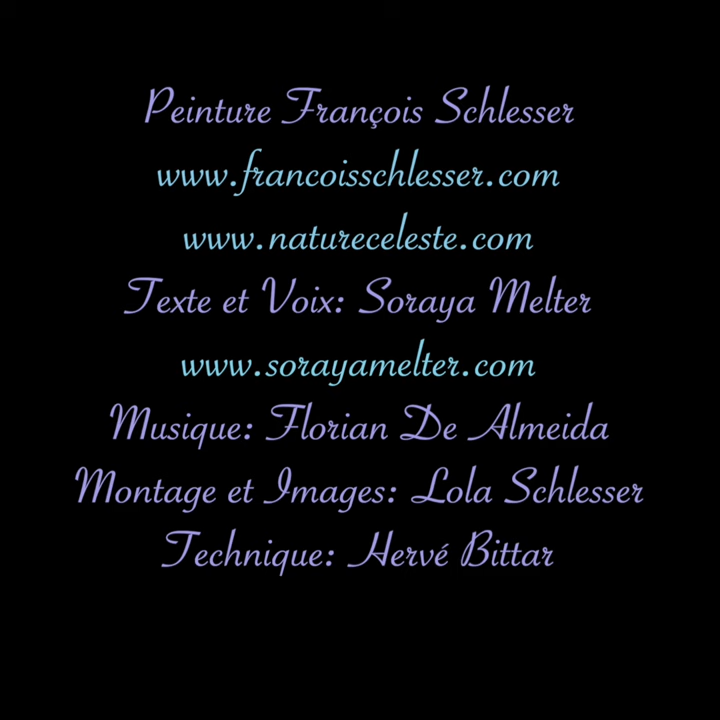 Peinture François Schlesser
www.francoisschlesser.com
www.natureceleste.com
Texte et Voix: Soraya Melter
www.sorayamelter.com
Musique: Florian De Almeida
Montage et Images: Lola Schlesser
Technique: Hervé Bittar